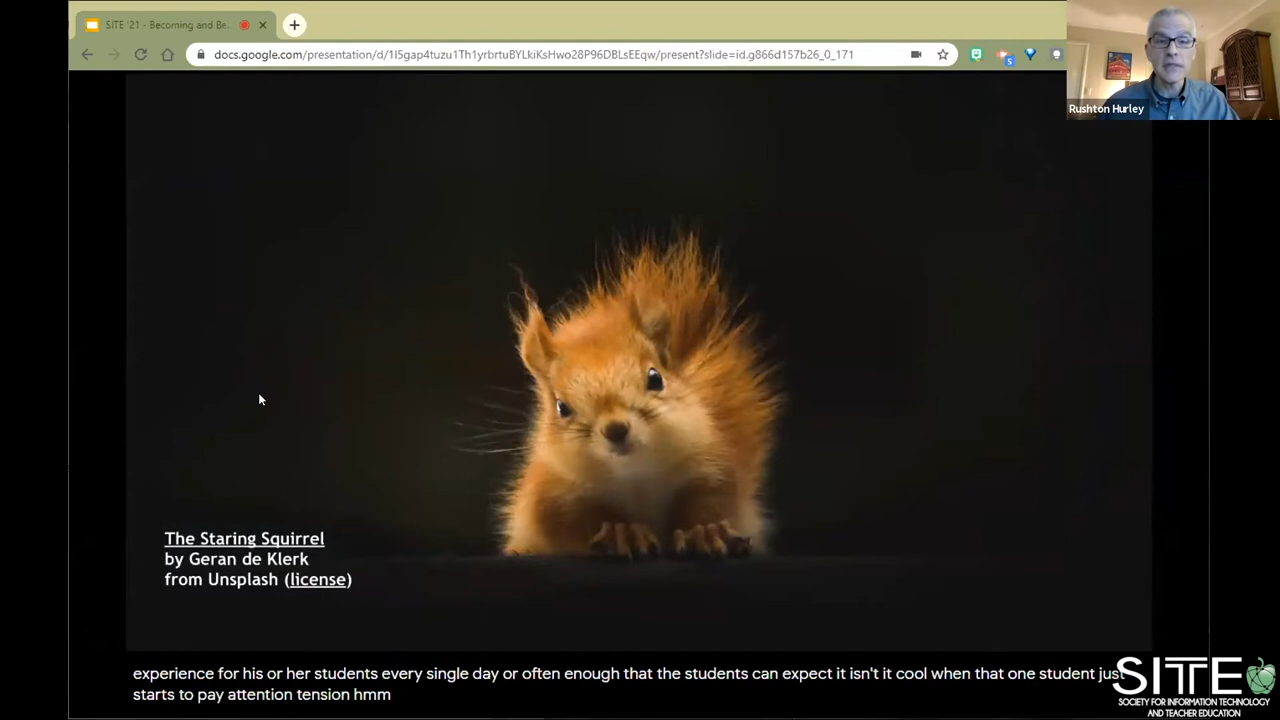 SITE '21 - Becoming and Be..
docs.google.com/presentation/d/1I5gap4tuzu1Th1yrbrtuBYLkiKsHwo28P96DBLsEEqw/present?slide=id.g866d157b26_0_171
5
Rushton Hurley
The Staring Squirrel
by Geran de Klerk
from Unsplash (license)
experience for his or her students every single day or often enough that the students can expect it isn't it cool when that one student just
starts to pay attention tension hmm
SITE
SOCIETY FOR INFORMATION TECHNOLOGY
AND TEACHER EDUCATION